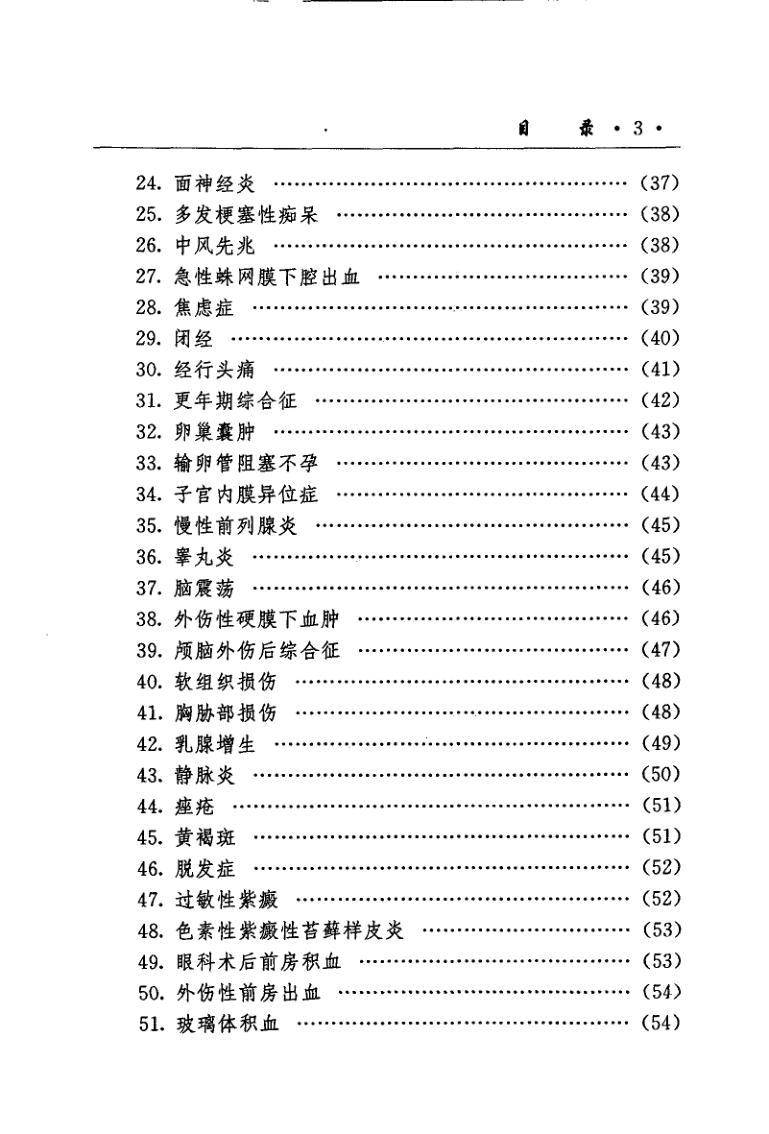 目 录 · 3 ·
24. 面神经炎 ………………………………………… (37)
25. 多发梗塞性痴呆 ………………………………… (38)
26. 中风先兆 ………………………………………… (38)
27. 急性蛛网膜下腔出血 …………………………… (39)
28. 焦虑症 …………………………………………… (39)
29. 闭经 ……………………………………………… (40)
30. 经行头痛 ………………………………………… (41)
31. 更年期综合征 …………………………………… (42)
32. 卵巢囊肿 ………………………………………… (43)
33. 输卵管阻塞不孕 ………………………………… (43)
34. 子宫内膜异位症 ………………………………… (44)
35. 慢性前列腺炎 …………………………………… (45)
36. 睾丸炎 …………………………………………… (45)
37. 脑震荡 …………………………………………… (46)
38. 外伤性硬膜下血肿 ……………………………… (46)
39. 颅脑外伤后综合征 ……………………………… (47)
40. 软组织损伤 ……………………………………… (48)
41. 胸胁部损伤 ……………………………………… (48)
42. 乳腺增生 ………………………………………… (49)
43. 静脉炎 …………………………………………… (50)
44. 痤疮 ……………………………………………… (51)
45. 黄褐斑 …………………………………………… (51)
46. 脱发症 …………………………………………… (52)
47. 过敏性紫癜 ……………………………………… (52)
48. 色素性紫癜性苔藓样皮炎 ……………………… (53)
49. 眼科术后前房积血 ……………………………… (53)
50. 外伤性前房出血 ………………………………… (54)
51. 玻璃体积血 ……………………………………… (54)